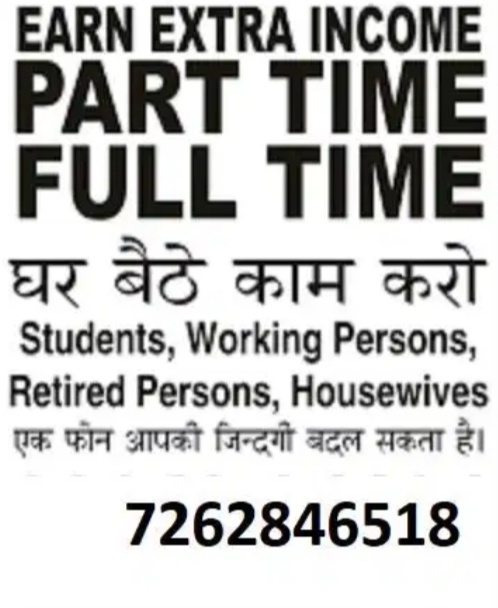 EARN EXTRA INCOME
PART TIME
FULL TIME
घर बैठे काम करो
Students, Working Persons,
Retired Persons, Housewives
एक फोन आपकी जिन्दगी बदल सकता है।
7262846518